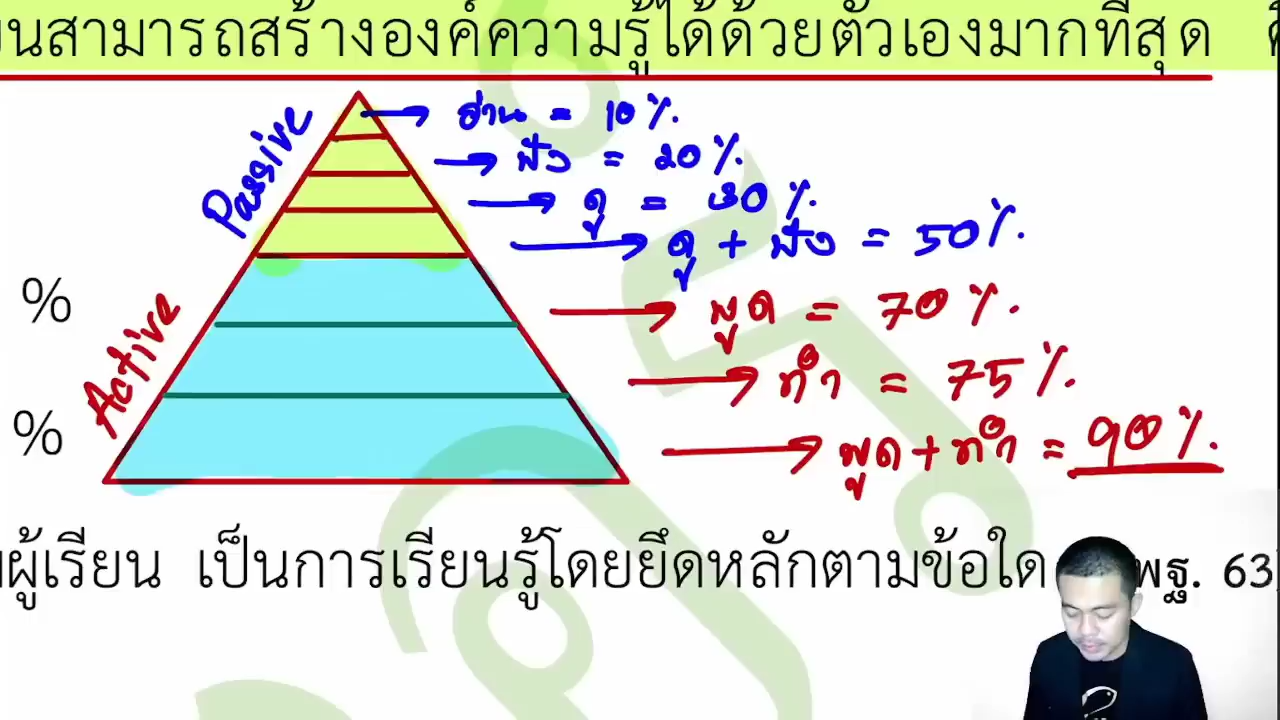 นสามารถสร้างองค์ความรู้ได้ด้วยตัวเองมากที่สุด
Passive
อ่าน = 10 %.
ฟัง = 20 %.
ดู = 30 %.
ดู + ฟัง = 50 %.
%
Active
พูด = 70 %.
ทำ = 75 %.
%
พูด + ทำ = 90 %.
ผู้เรียน เป็นการเรียนรู้โดยยึดหลักตามข้อใด พฐ. 63